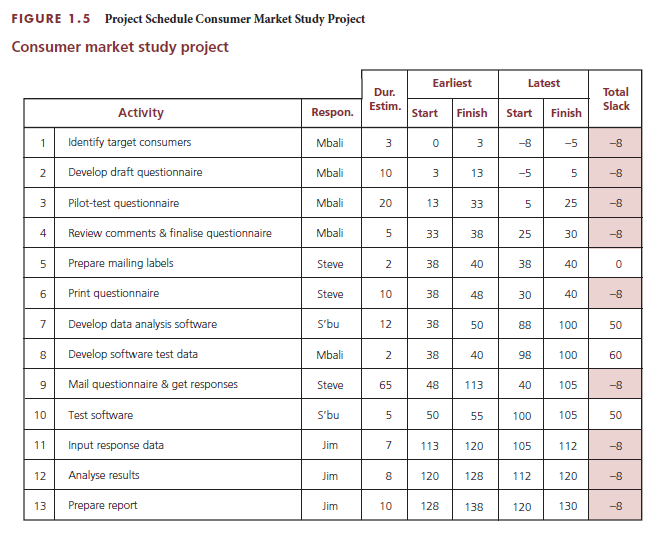 FIGURE 1.5 Project Schedule Consumer Market Study Project
Consumer market study project
Activity Respon. Dur. Estim. Earliest Start Finish Latest Start Finish Total Slack
1 Identify target consumers Mbali 3 0 3 –8 –5 –8
2 Develop draft questionnaire Mbali 10 3 13 –5 5 –8
3 Pilot-test questionnaire Mbali 20 13 33 5 25 –8
4 Review comments & finalise questionnaire Mbali 5 33 38 25 30 –8
5 Prepare mailing labels Steve 2 38 40 38 40 0
6 Print questionnaire Steve 10 38 48 30 40 –8
7 Develop data analysis software S'bu 12 38 50 88 100 50
8 Develop software test data Mbali 2 38 40 98 100 60
9 Mail questionnaire & get responses Steve 65 48 113 40 105 –8
10 Test software S'bu 5 50 55 100 105 50
11 Input response data Jim 7 113 120 105 112 –8
12 Analyse results Jim 8 120 128 112 120 –8
13 Prepare report Jim 10 128 138 120 130 –8